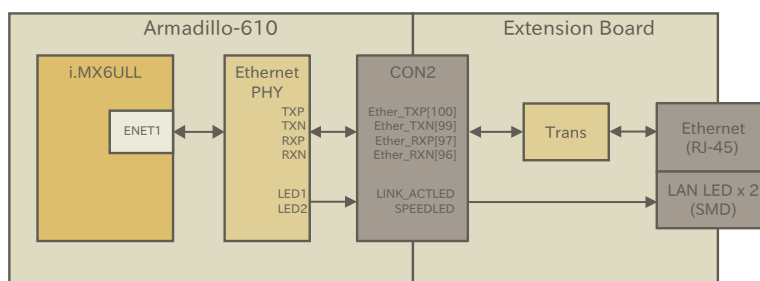 Armadillo-610
Extension Board
i.MX6ULL
ENET1
Ethernet
PHY
TXP
TXN
RXP
RXN
LED1
LED2
CON2
Ether_TXP[100]
Ether_TXN[99]
Ether_RXP[97]
Ether_RXN[96]
LINK_ACTLED
SPEEDLED
Trans
Ethernet
(RJ-45)
LAN LED x 2
(SMD)